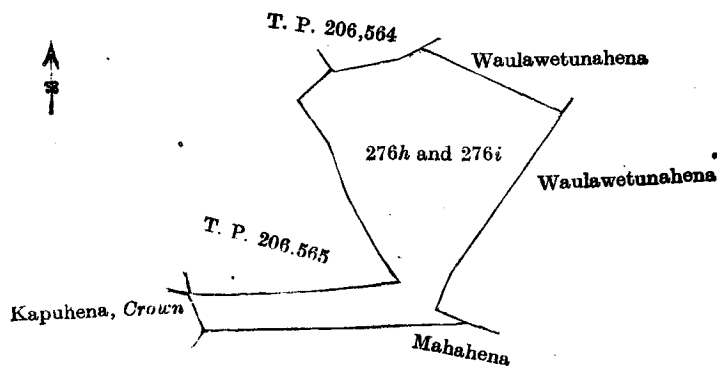 T. P. 206,564
Waulawetunahena
276h and 276i
Waulawetunahena
T. P. 206.565
Kapuhena, Crown
Mahahena